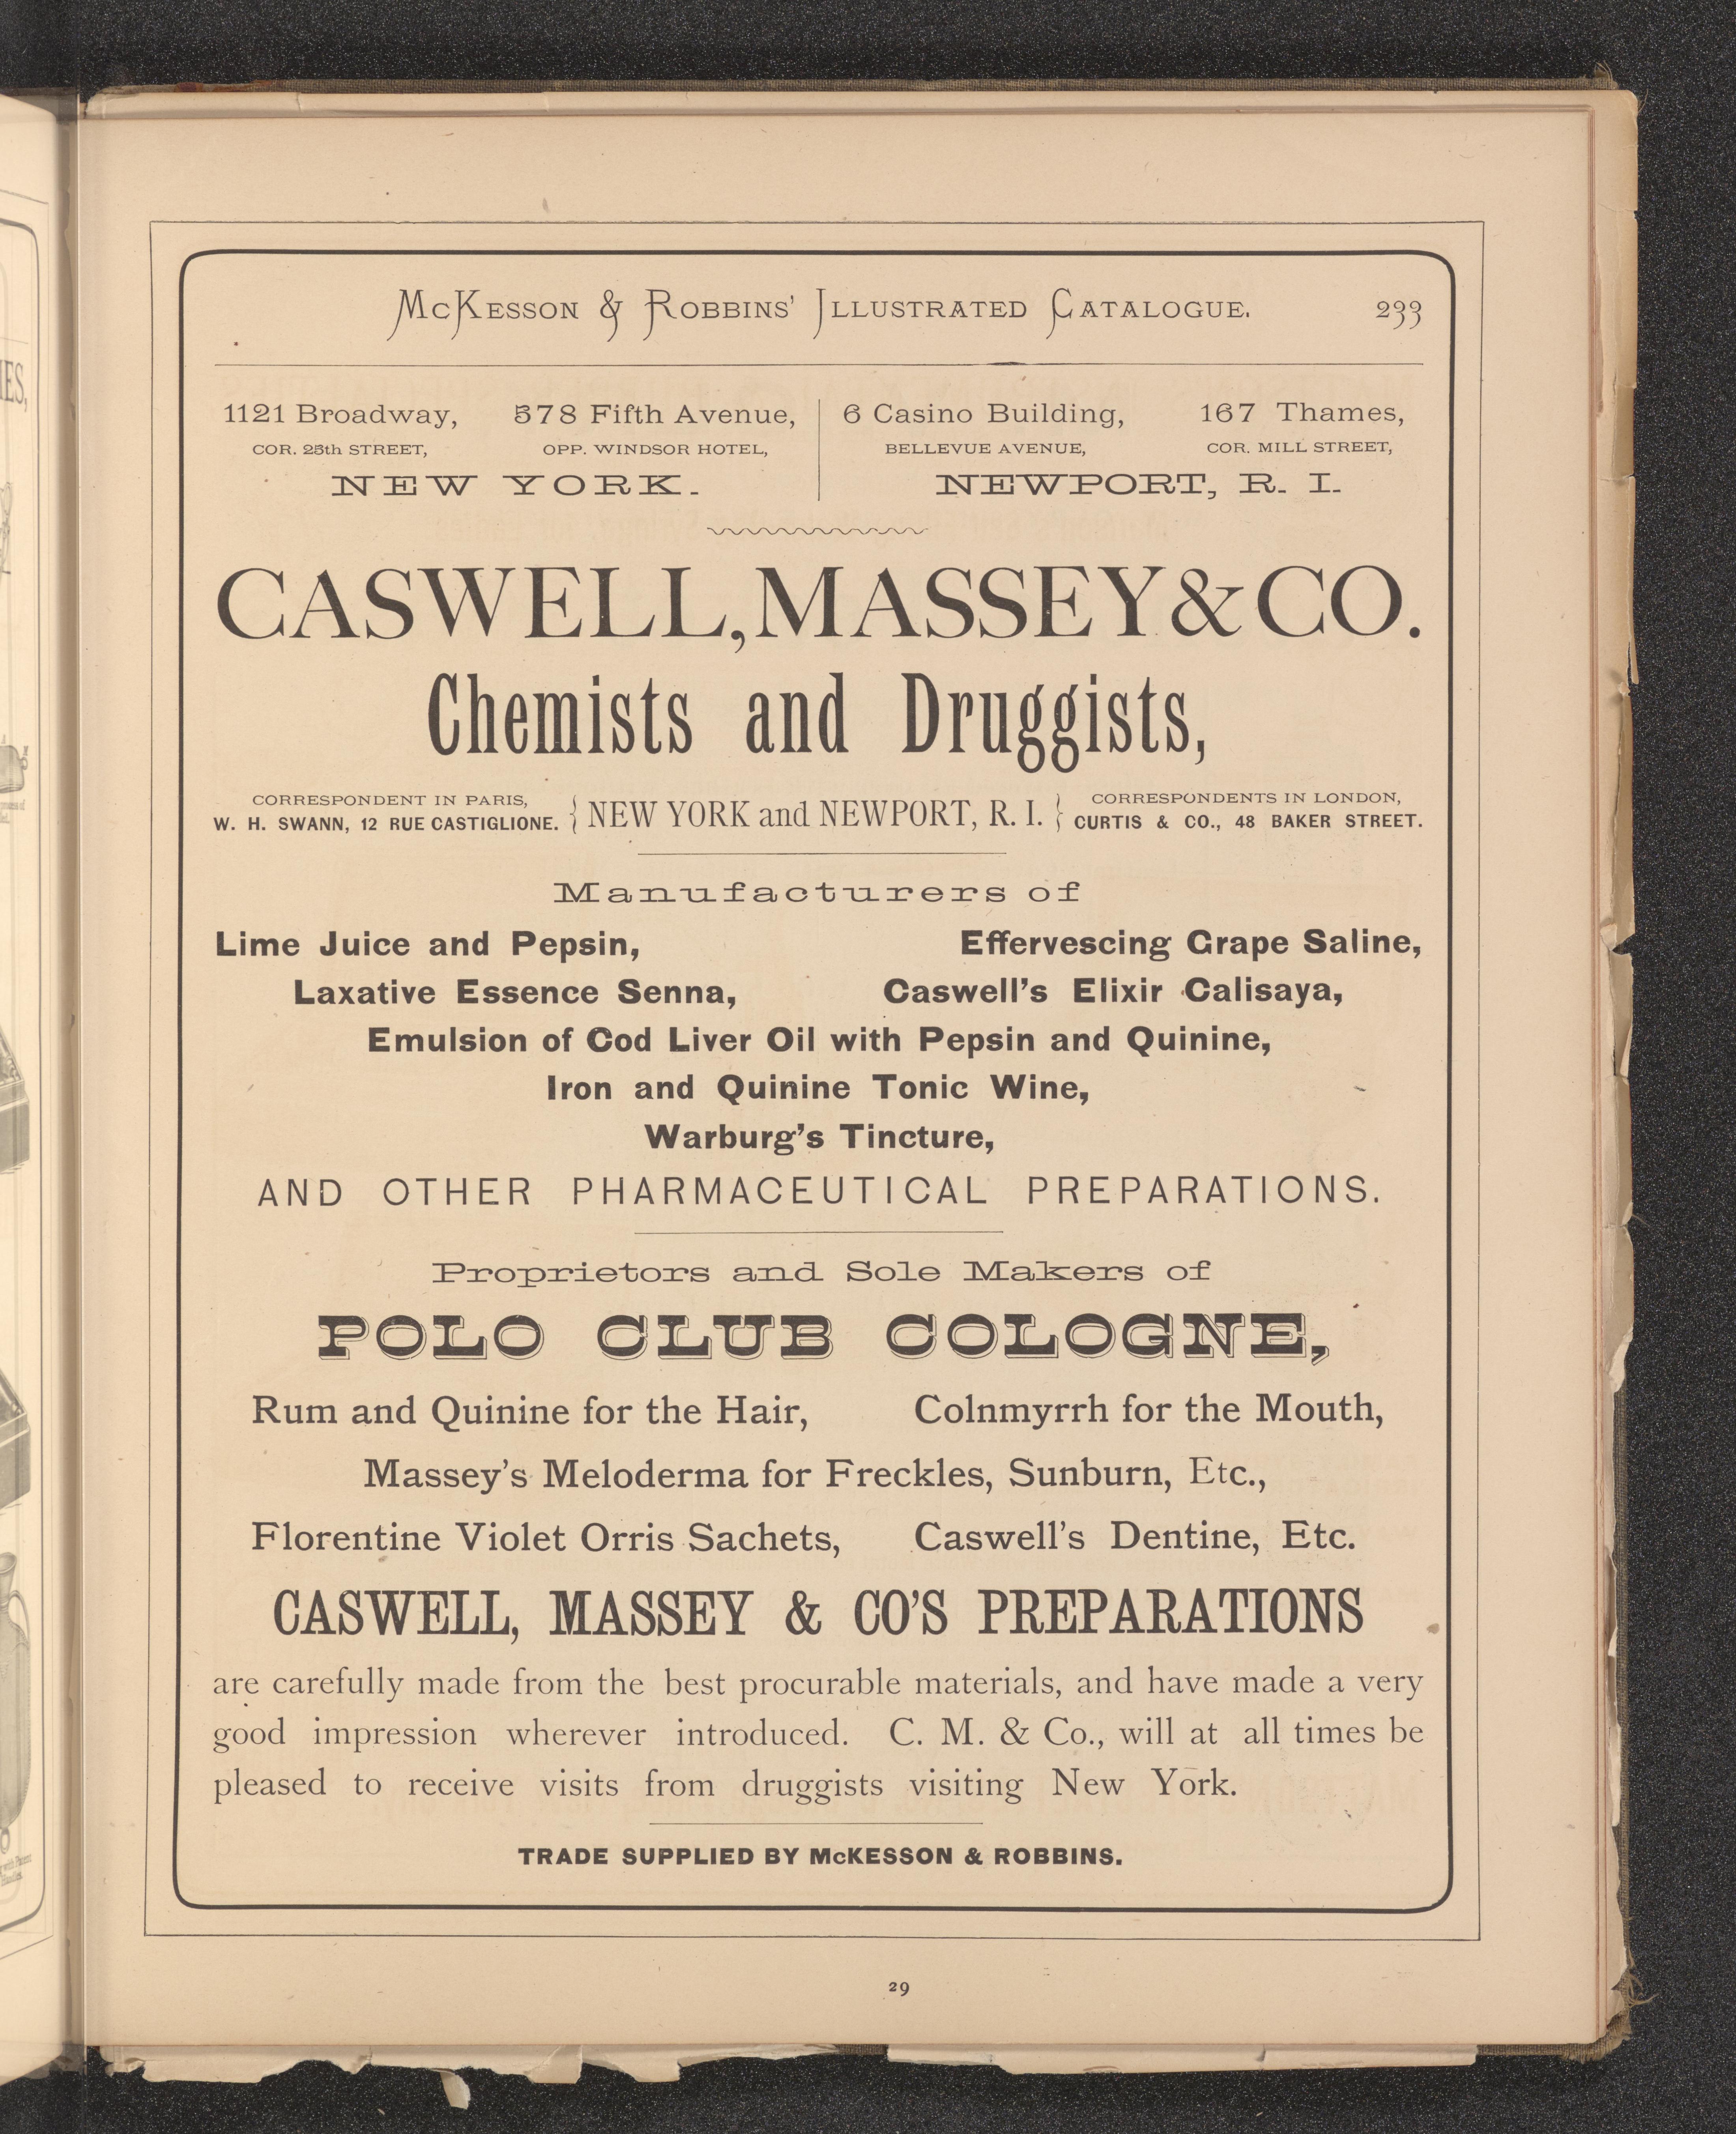 McKesson & Robbins' Illustrated Catalogue. 233
1121 Broadway, 578 Fifth Avenue, 6 Casino Building, 167 Thames,
COR. 25th STREET, OPP. WINDSOR HOTEL, BELLEVUE AVENUE, COR. MILL STREET,
NEW YORK. NEWPORT, R. I.
CASWELL, MASSEY & CO.
Chemists and Druggists,
CORRESPONDENT IN PARIS, CORRESPONDENTS IN LONDON,
W. H. SWANN, 12 RUE CASTIGLIONE. } NEW YORK and NEWPORT, R. I. } CURTIS & CO., 48 BAKER STREET.
Manufacturers of
Lime Juice and Pepsin, Effervescing Grape Saline,
Laxative Essence Senna, Caswell's Elixir Calisaya,
Emulsion of Cod Liver Oil with Pepsin and Quinine,
Iron and Quinine Tonic Wine,
Warburg's Tincture,
AND OTHER PHARMACEUTICAL PREPARATIONS.
Proprietors and Sole Makers of
POLO CLUB COLOGNE,
Rum and Quinine for the Hair, Colnmyrrh for the Mouth,
Massey's Meloderma for Freckles, Sunburn, Etc.,
Florentine Violet Orris Sachets, Caswell's Dentine, Etc.
CASWELL, MASSEY & CO'S PREPARATIONS
are carefully made from the best procurable materials, and have made a very
good impression wherever introduced. C. M. & Co., will at all times be
pleased to receive visits from druggists visiting New York.
TRADE SUPPLIED BY McKESSON & ROBBINS.
29